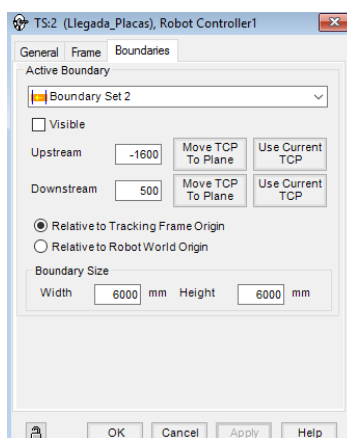 TS:2 (Llegada_Placas), Robot Controller1
General Frame Boundaries
Active Boundary
Boundary Set 2
Visible
Upstream -1600 Move TCP To Plane Use Current TCP
Downstream 500 Move TCP To Plane Use Current TCP
Relative to Tracking Frame Origin
Relative to Robot World Origin
Boundary Size
Width 6000 mm Height 6000 mm
OK Cancel Apply Help